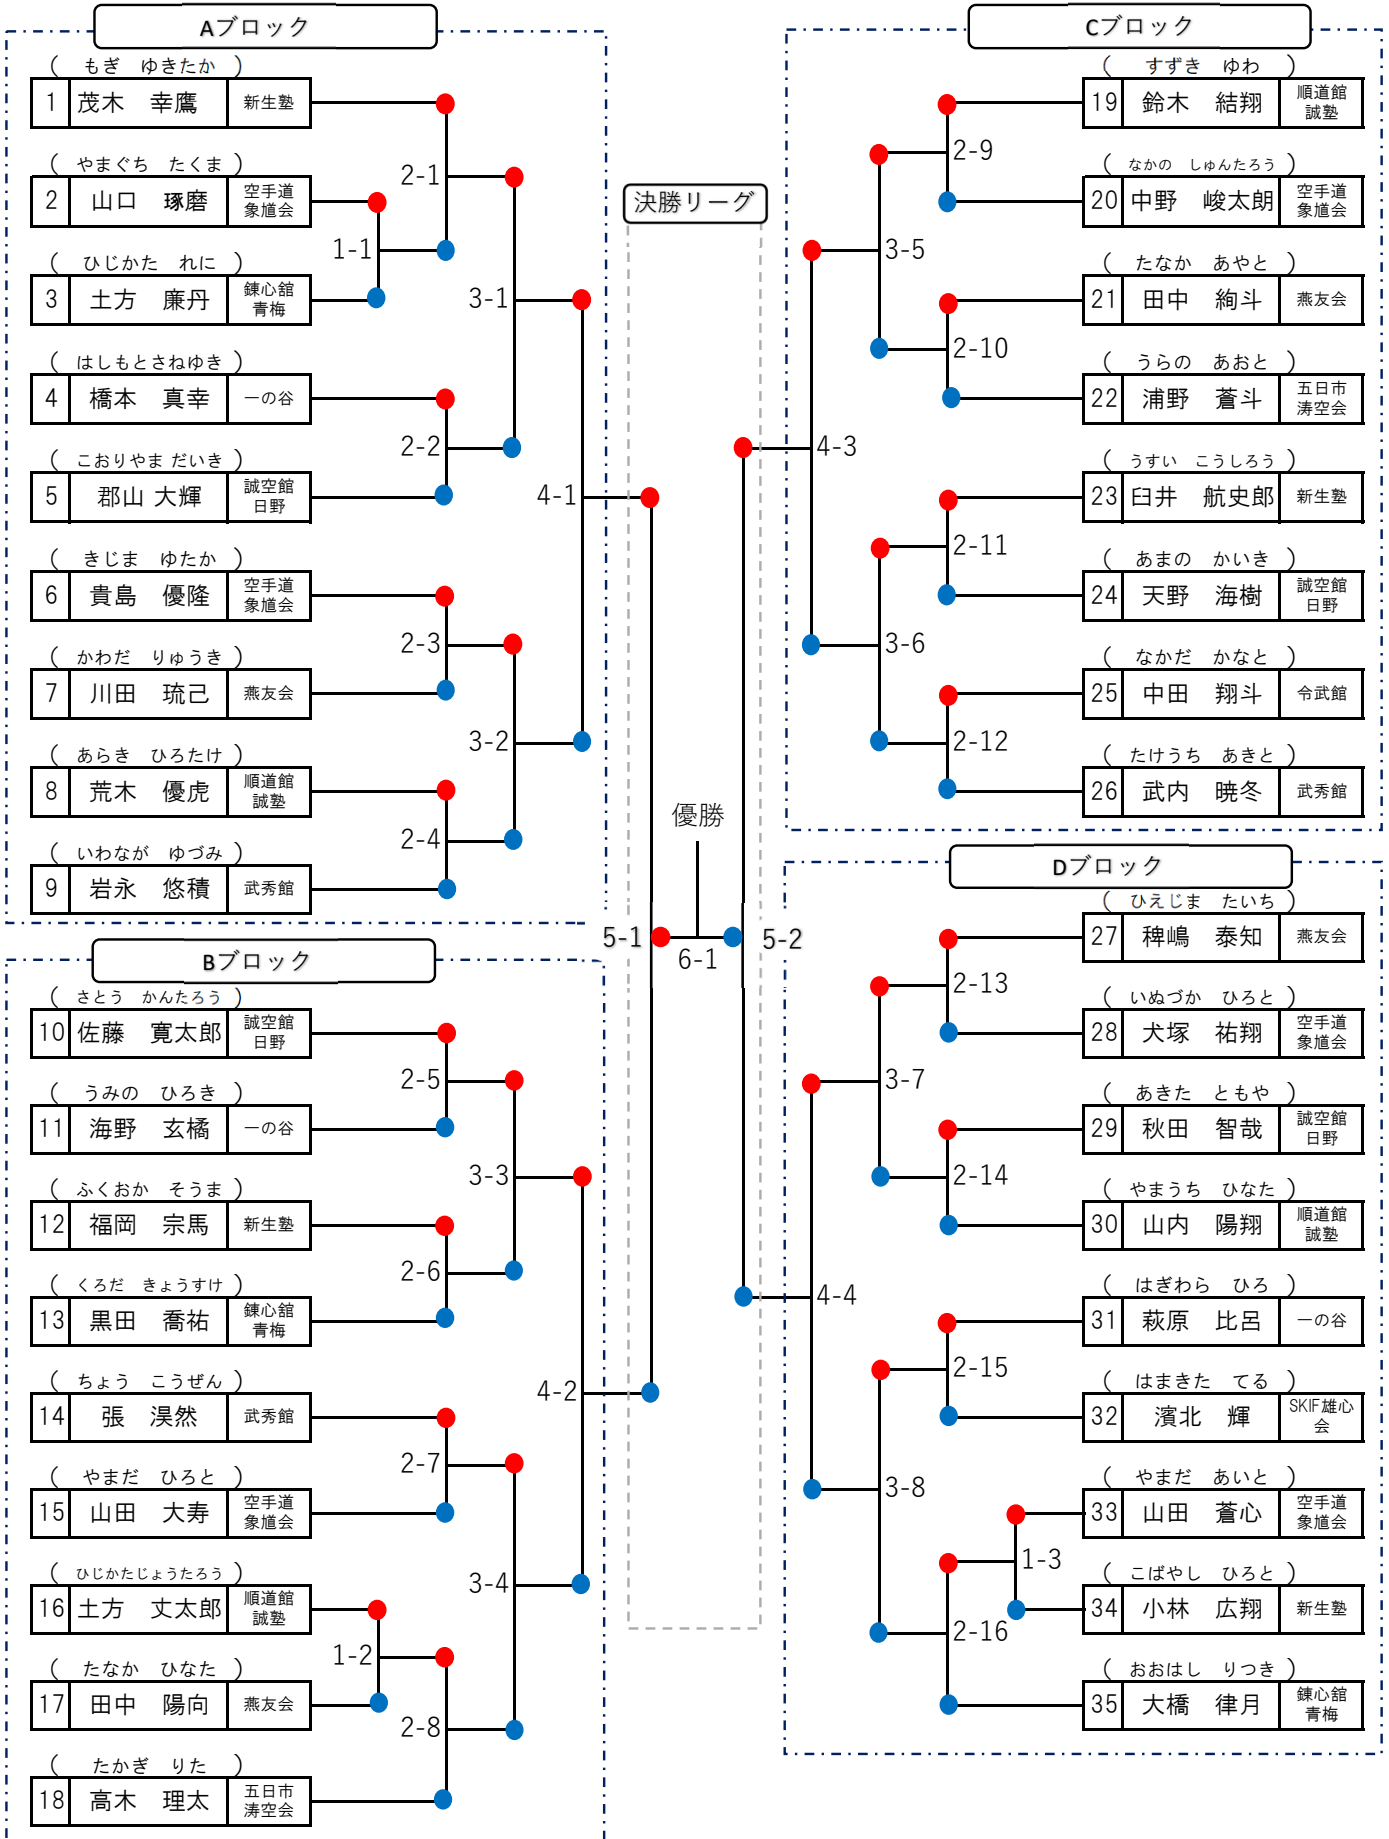 Aブロック
( もぎ ゆきたか )
1 茂木 幸鷹 新生塾
( やまぐち たくま )
2 山口 琢磨 空手道
象道会
1-1
2-1
( ひじかた れに )
3 土方 廉丹 錬心舘
青梅
3-1
( はしもとさねゆき )
4 橋本 真幸 一の谷
2-2
( こおりやま だいき )
5 郡山 大輝 誠空館
日野
4-1
( きじま ゆたか )
6 貴島 優隆 空手道
象道会
2-3
( かわだ りゅうき )
7 川田 琉己 燕友会
3-2
( あらき ひろたけ )
8 荒木 優虎 順道館
誠塾
2-4
( いわなが ゆづみ )
9 岩永 悠積 武秀館
Bブロック
( さとう かんたろう )
10 佐藤 寛太郎 誠空館
日野
2-5
( うみの ひろき )
11 海野 玄橘 一の谷
3-3
( ふくおか そうま )
12 福岡 宗馬 新生塾
2-6
( くろだ きょうすけ )
13 黒田 喬祐 錬心舘
青梅
4-2
( ちょう こうぜん )
14 張 淏然 武秀館
2-7
( やまだ ひろと )
15 山田 大寿 空手道
象道会
3-4
( ひじかたじょうたろう )
16 土方 丈太郎 順道館
誠塾
1-2
( たなか ひなた )
17 田中 陽向 燕友会
2-8
( たかぎ りた )
18 高木 理太 五日市
涛空会
決勝リーグ
優勝
5-1
6-1
5-2
Cブロック
( すずき ゆわ )
19 鈴木 結翔 順道館
誠塾
2-9
( なかの しゅんたろう )
20 中野 峻太朗 空手道
象道会
3-5
( たなか あやと )
21 田中 絢斗 燕友会
2-10
( うらの あおと )
22 浦野 蒼斗 五日市
涛空会
4-3
( うすい こうしろう )
23 臼井 航史郎 新生塾
2-11
( あまの かいき )
24 天野 海樹 誠空館
日野
3-6
( なかだ かなと )
25 中田 翔斗 令武館
2-12
( たけうち あきと )
26 武内 暁冬 武秀館
Dブロック
( ひえじま たいち )
27 稗嶋 泰知 燕友会
2-13
( いぬづか ひろと )
28 犬塚 祐翔 空手道
象道会
3-7
( あきた ともや )
29 秋田 智哉 誠空館
日野
2-14
( やまうち ひなた )
30 山内 陽翔 順道館
誠塾
4-4
( はぎわら ひろ )
31 萩原 比呂 一の谷
2-15
( はまきた てる )
32 濱北 輝 SKIF雄心
会
3-8
( やまだ あいと )
33 山田 蒼心 空手道
象道会
1-3
( こばやし ひろと )
34 小林 広翔 新生塾
2-16
( おおはし りつき )
35 大橋 律月 錬心舘
青梅